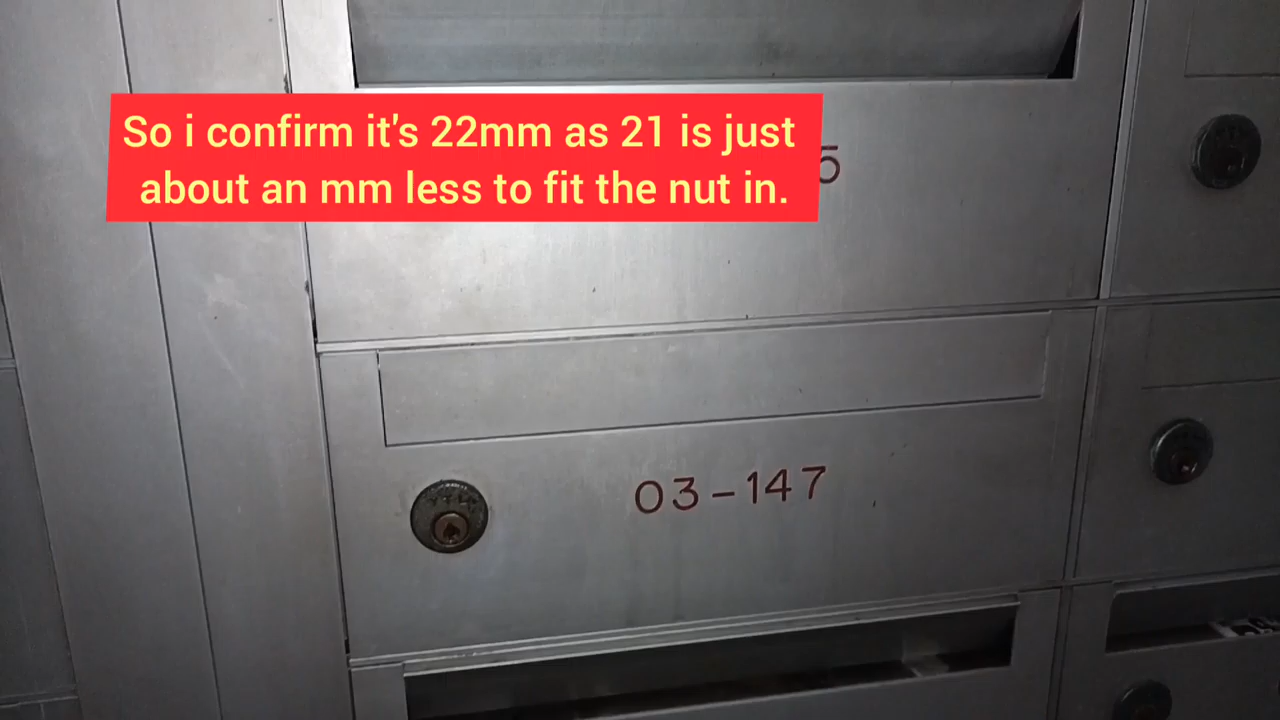 So i confirm it's 22mm as 21 is just
about an mm less to fit the nut in.
5
03-147